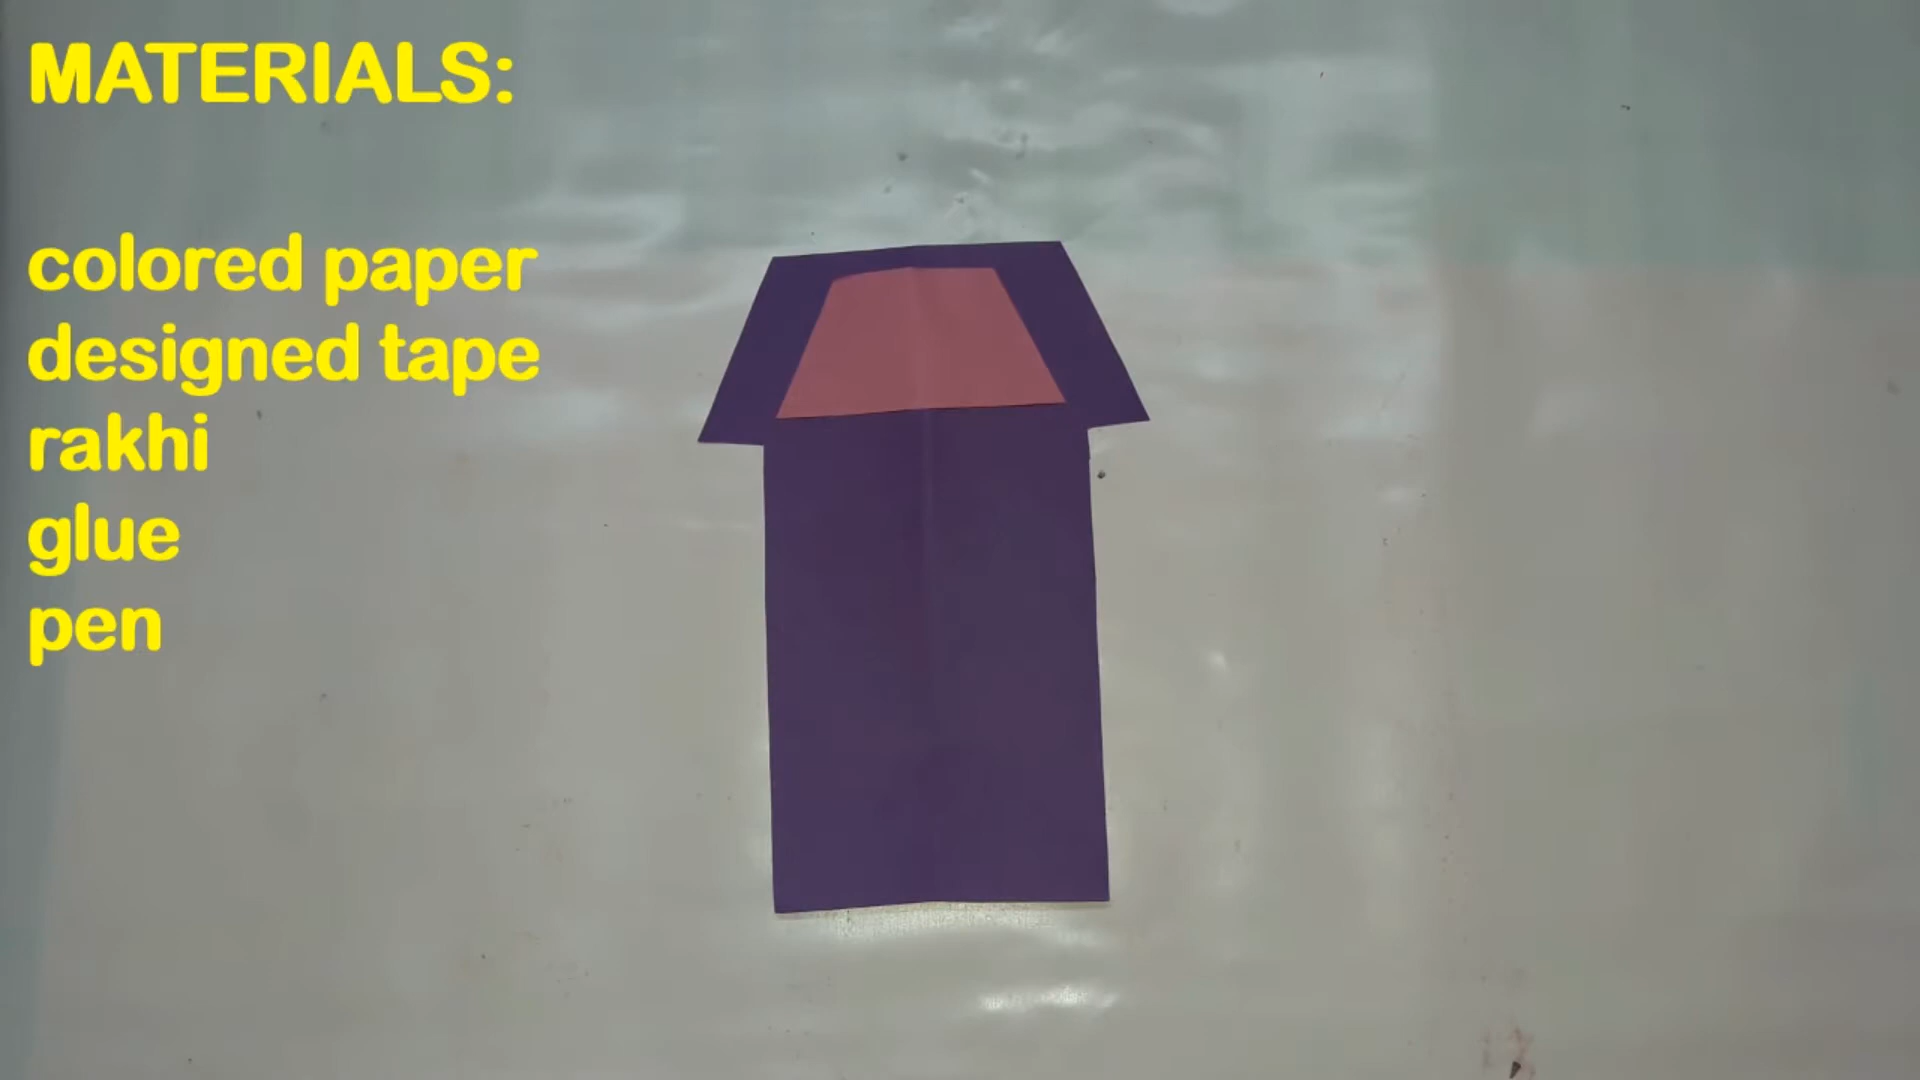 MATERIALS:
colored paper
designed tape
rakhi
glue
pen